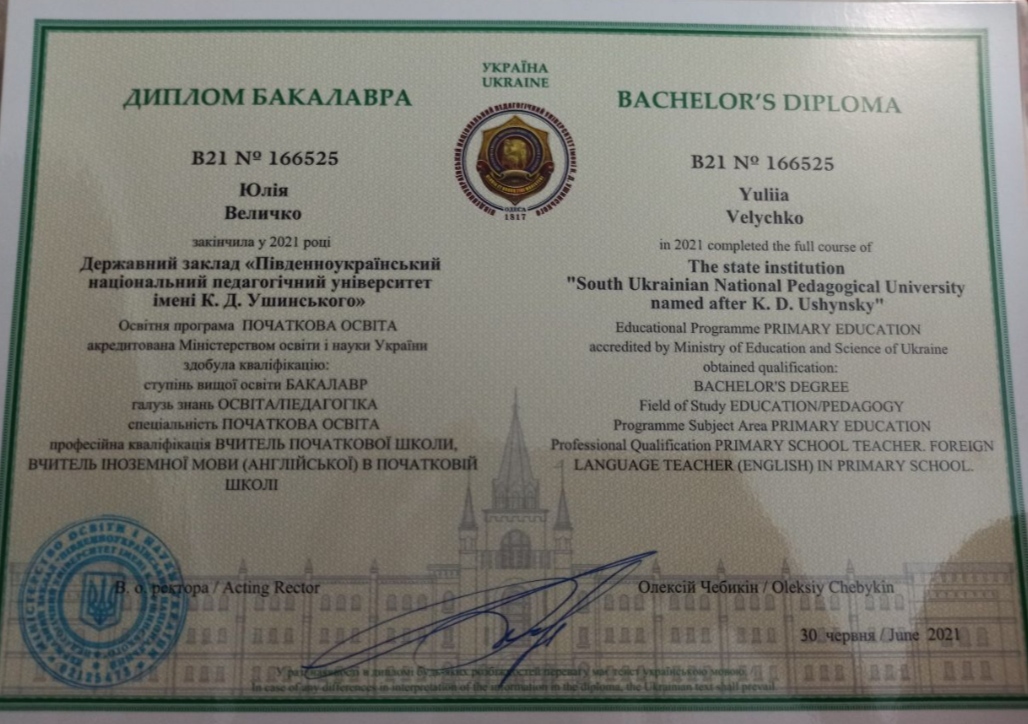 УКРАЇНА
UKRAINE
ДИПЛОМ БАКАЛАВРА
B21 № 166525
Юлія
Величко
закінчила у 2021 році
Державний заклад «Південноукраїнський
національний педагогічний університет
імені К. Д. Ушинського»
Освітня програма ПОЧАТКОВА ОСВІТА
акредитована Міністерством освіти і науки України
здобула кваліфікацію:
ступінь вищої освіти БАКАЛАВР
галузь знань ОСВІТА/ПЕДАГОГІКА
спеціальність ПОЧАТКОВА ОСВІТА
професійна кваліфікація ВЧИТЕЛЬ ПОЧАТКОВОЇ ШКОЛИ,
ВЧИТЕЛЬ ІНОЗЕМНОЇ МОВИ (АНГЛІЙСЬКОЇ) В ПОЧАТКОВІЙ
ШКОЛІ
ОДЕСА
1817
BACHELOR'S DIPLOMA
B21 № 166525
Yuliia
Velychko
in 2021 completed the full course of
The state institution
"South Ukrainian National Pedagogical University
named after K. D. Ushynsky"
Educational Programme PRIMARY EDUCATION
accredited by Ministry of Education and Science of Ukraine
obtained qualification:
BACHELOR'S DEGREE
Field of Study EDUCATION/PEDAGOGY
Programme Subject Area PRIMARY EDUCATION
Professional Qualification PRIMARY SCHOOL TEACHER. FOREIGN
LANGUAGE TEACHER (ENGLISH) IN PRIMARY SCHOOL.
В. о. ректора / Acting Rector
Олексій Чебикін / Oleksiy Chebykin
30 червня / June 2021
In case of any differences in interpretation of the information in the diploma, the Ukrainian text shall prevail